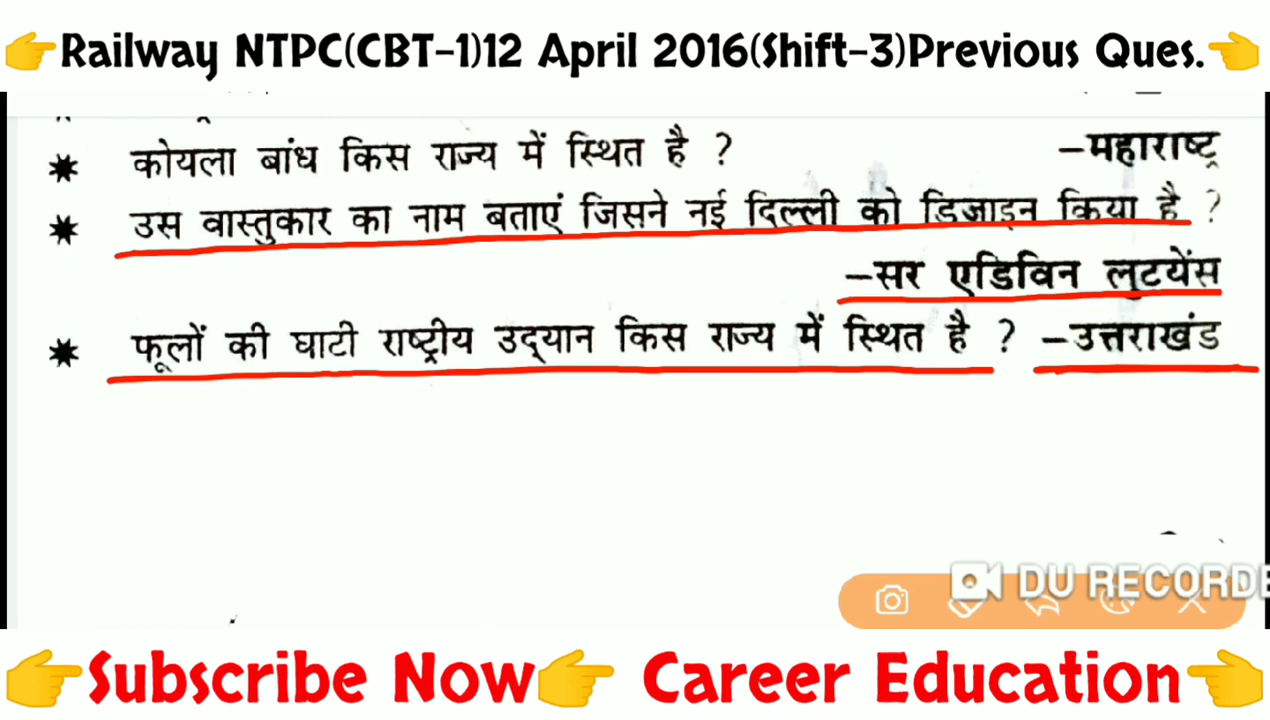 👉Railway NTPC(CBT-1)12 April 2016(Shift-3)Previous Ques.👈
✷ कोयला बांध किस राज्य में स्थित है ? –महाराष्ट्र
✷ उस वास्तुकार का नाम बताएं जिसने नई दिल्ली को डिजाइन किया है ?
–सर एडिविन लुटयेंस
✷ फूलों की घाटी राष्ट्रीय उद्यान किस राज्य में स्थित है ? –उत्तराखंड
DU RECORDE
👉Subscribe Now👉 Career Education👈